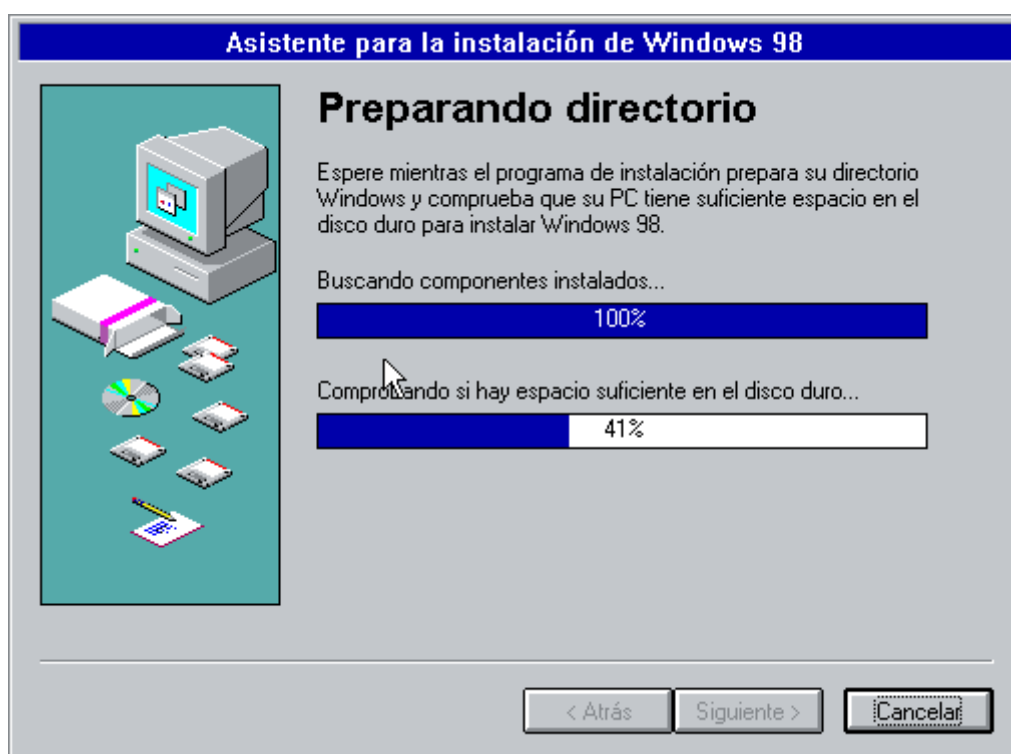 Asistente para la instalación de Windows 98
Preparando directorio
Espere mientras el programa de instalación prepara su directorio
Windows y comprueba que su PC tiene suficiente espacio en el
disco duro para instalar Windows 98.
Buscando componentes instalados...
100%
Comprobando si hay espacio suficiente en el disco duro...
41%
< Atrás
Siguiente >
Cancelar